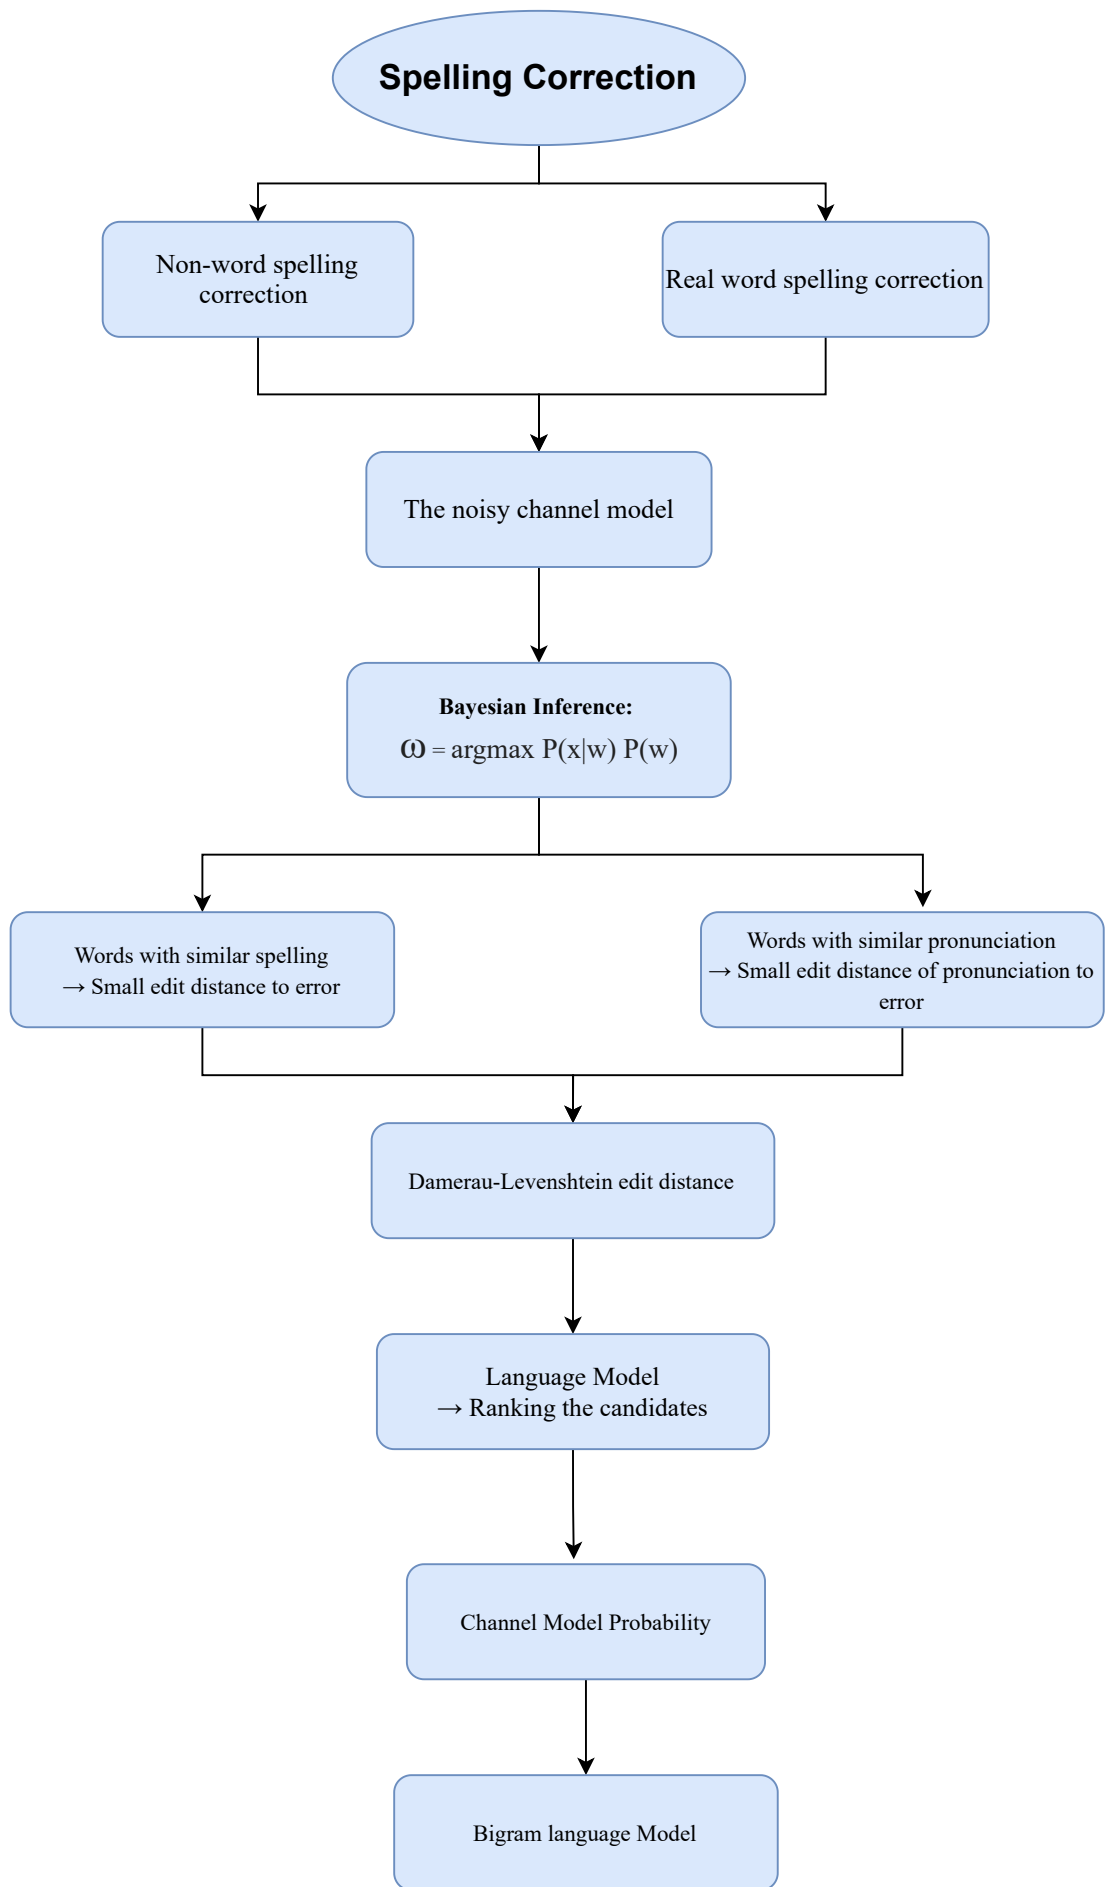 Spelling Correction
Non-word spelling
correction
Real word spelling correction
The noisy channel model
Bayesian Inference:
ω = argmax P(x|w) P(w)
Words with similar spelling
→ Small edit distance to error
Words with similar pronunciation
→ Small edit distance of pronunciation to
error
Damerau-Levenshtein edit distance
Language Model
→ Ranking the candidates
Channel Model Probability
Bigram language Model